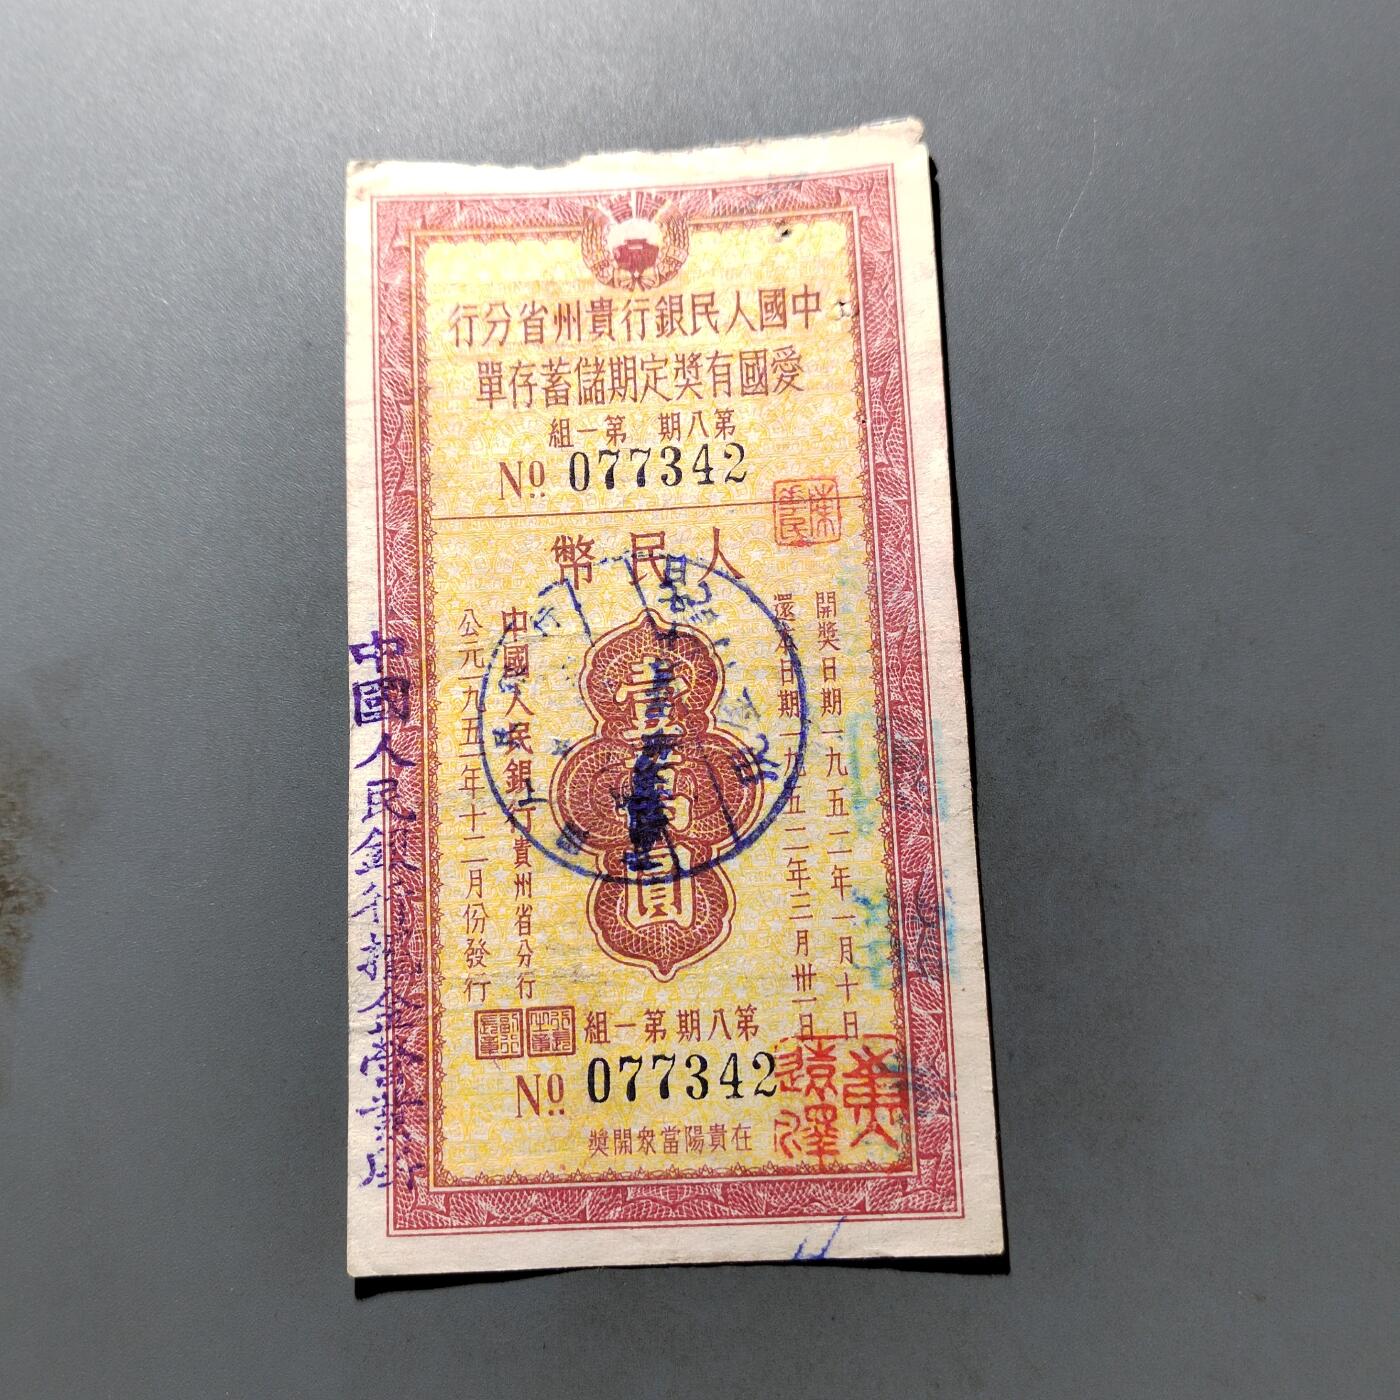 中國人民銀行貴州省分行
愛國有獎定期儲蓄存單
第八期 第一組
No. 077342
人民幣
壹萬圓
開獎日期一九五二年一月十日
還本日期一九五二年三月卅一日
中國人民銀行貴州省分行
公元一九五一年十二月份發行
第八期第一組
No. 077342
在貴陽當眾開獎
中國人民銀行